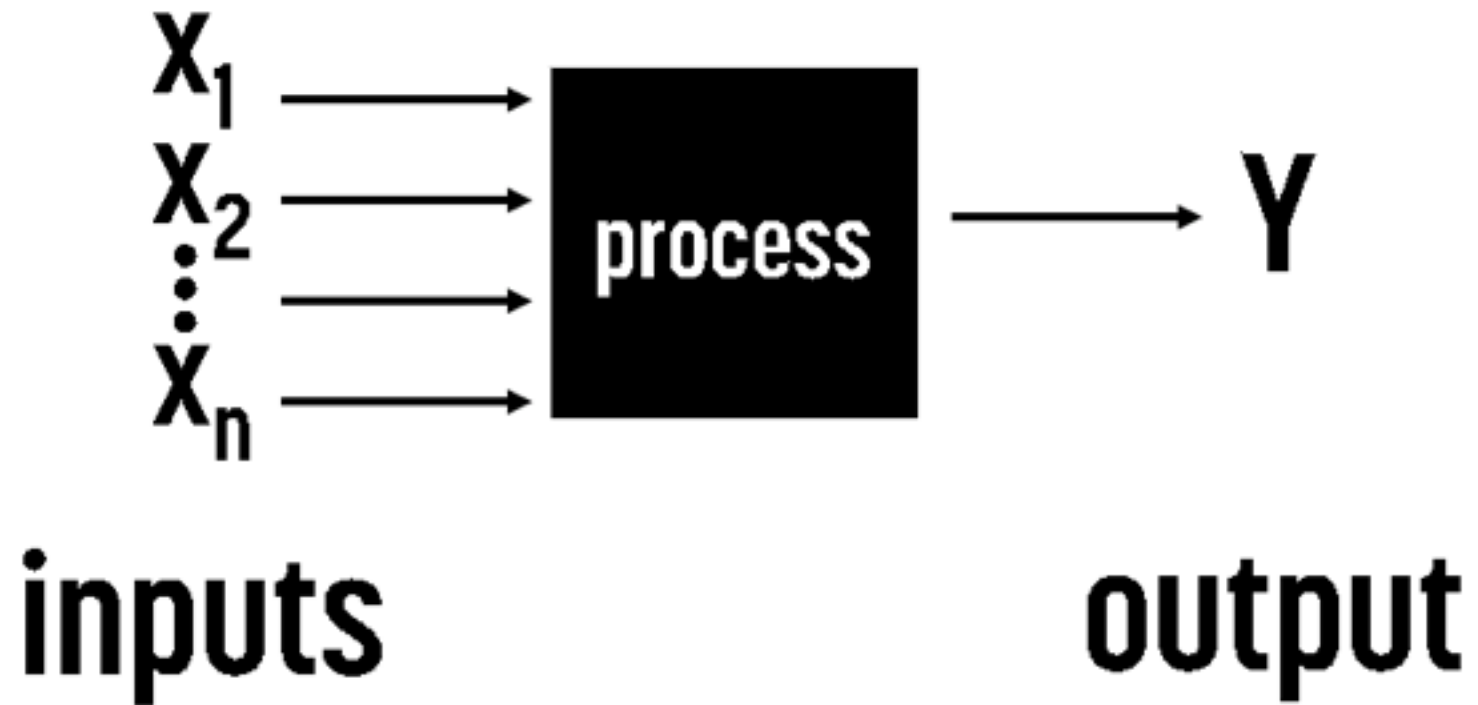 X1
X2
⋮
Xn
process
Y
inputs
output